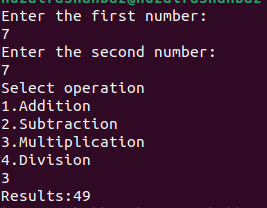 Enter the first number:
7
Enter the second number:
7
Select operation
1.Addition
2.Subtraction
3.Multiplication
4.Division
3
Results:49